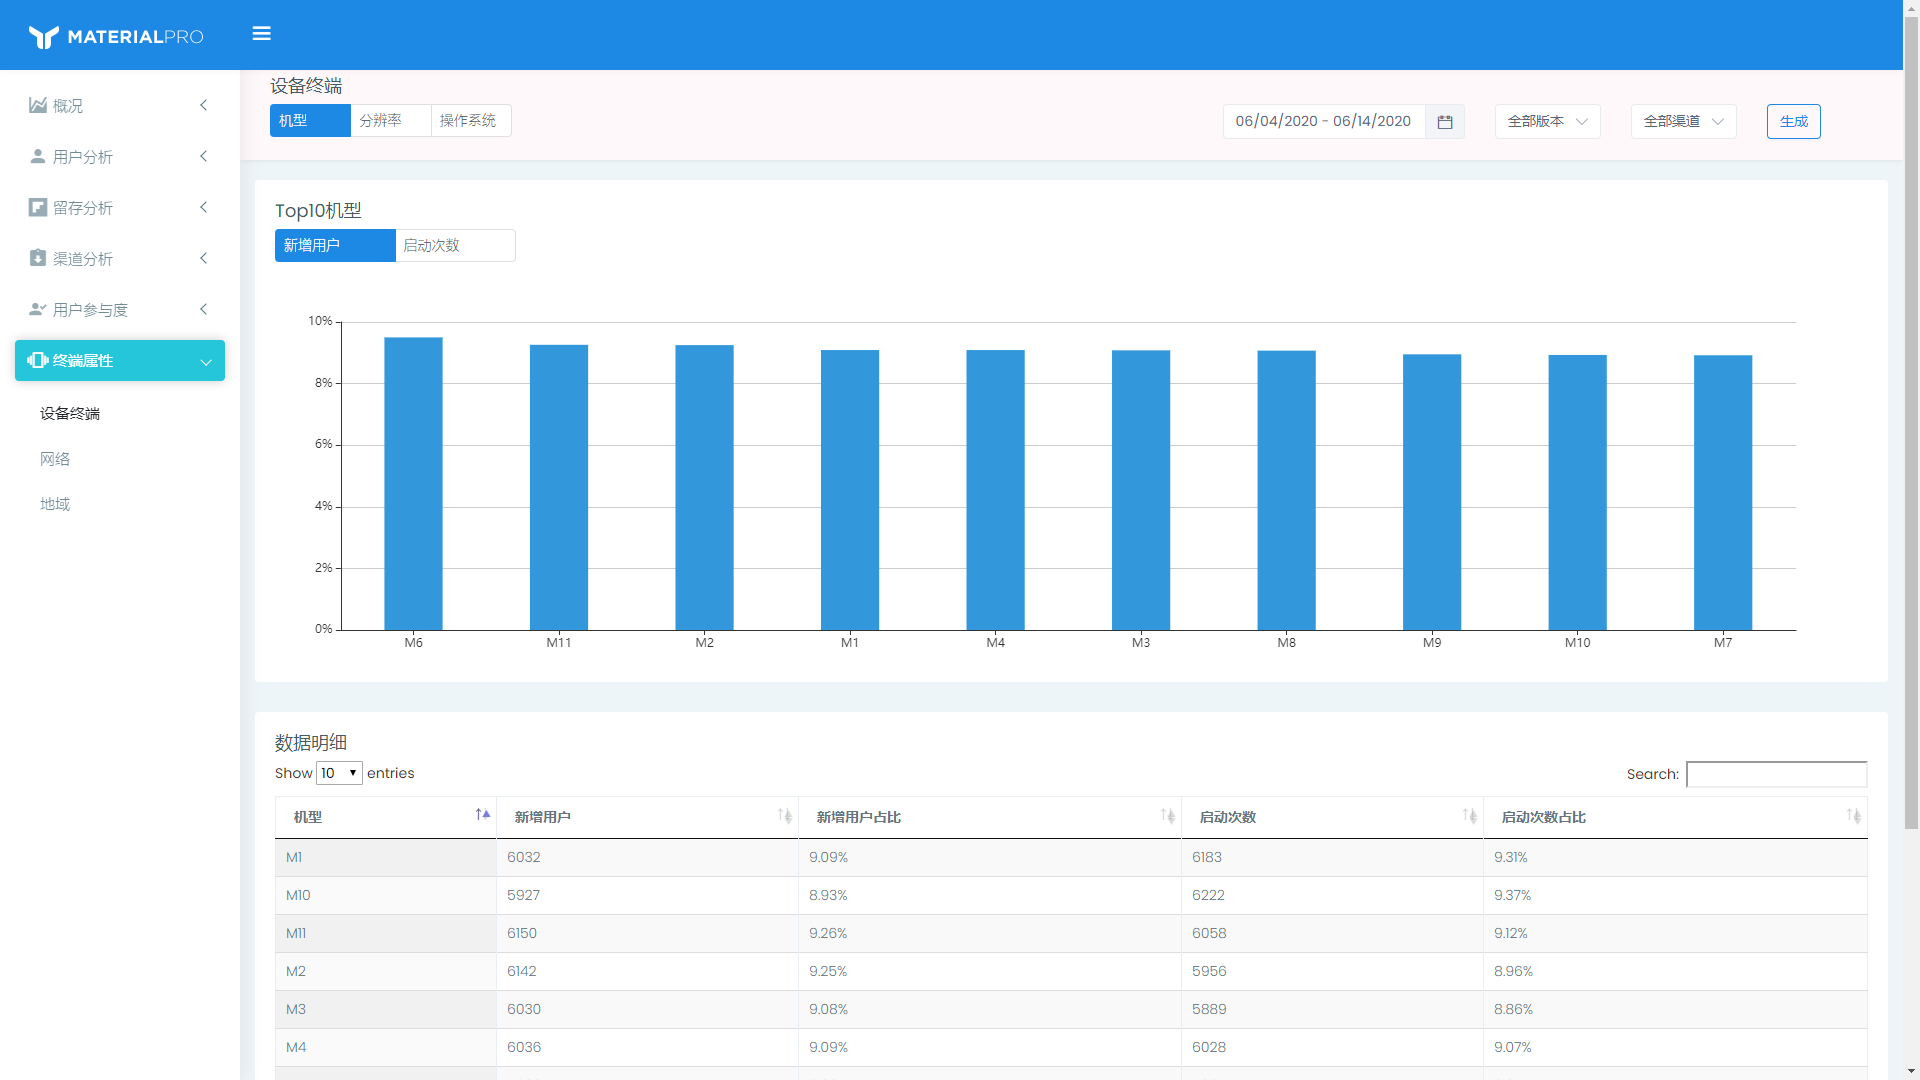 MATERIALPRO
概况
用户分析
留存分析
渠道分析
用户参与度
终端属性
设备终端
网络
地域
设备终端
机型 分辨率 操作系统
06/04/2020 - 06/14/2020 全部版本 全部渠道 生成
Top10机型
新增用户 启动次数
10%
8%
6%
4%
2%
0%
M6 M11 M2 M1 M4 M3 M8 M9 M10 M7
数据明细
Show 10 entries Search:
机型 新增用户 新增用户占比 启动次数 启动次数占比
M1 6032 9.09% 6183 9.31%
M10 5927 8.93% 6222 9.37%
M11 6150 9.26% 6058 9.12%
M2 6142 9.25% 5956 8.96%
M3 6030 9.08% 5889 8.86%
M4 6036 9.09% 6028 9.07%